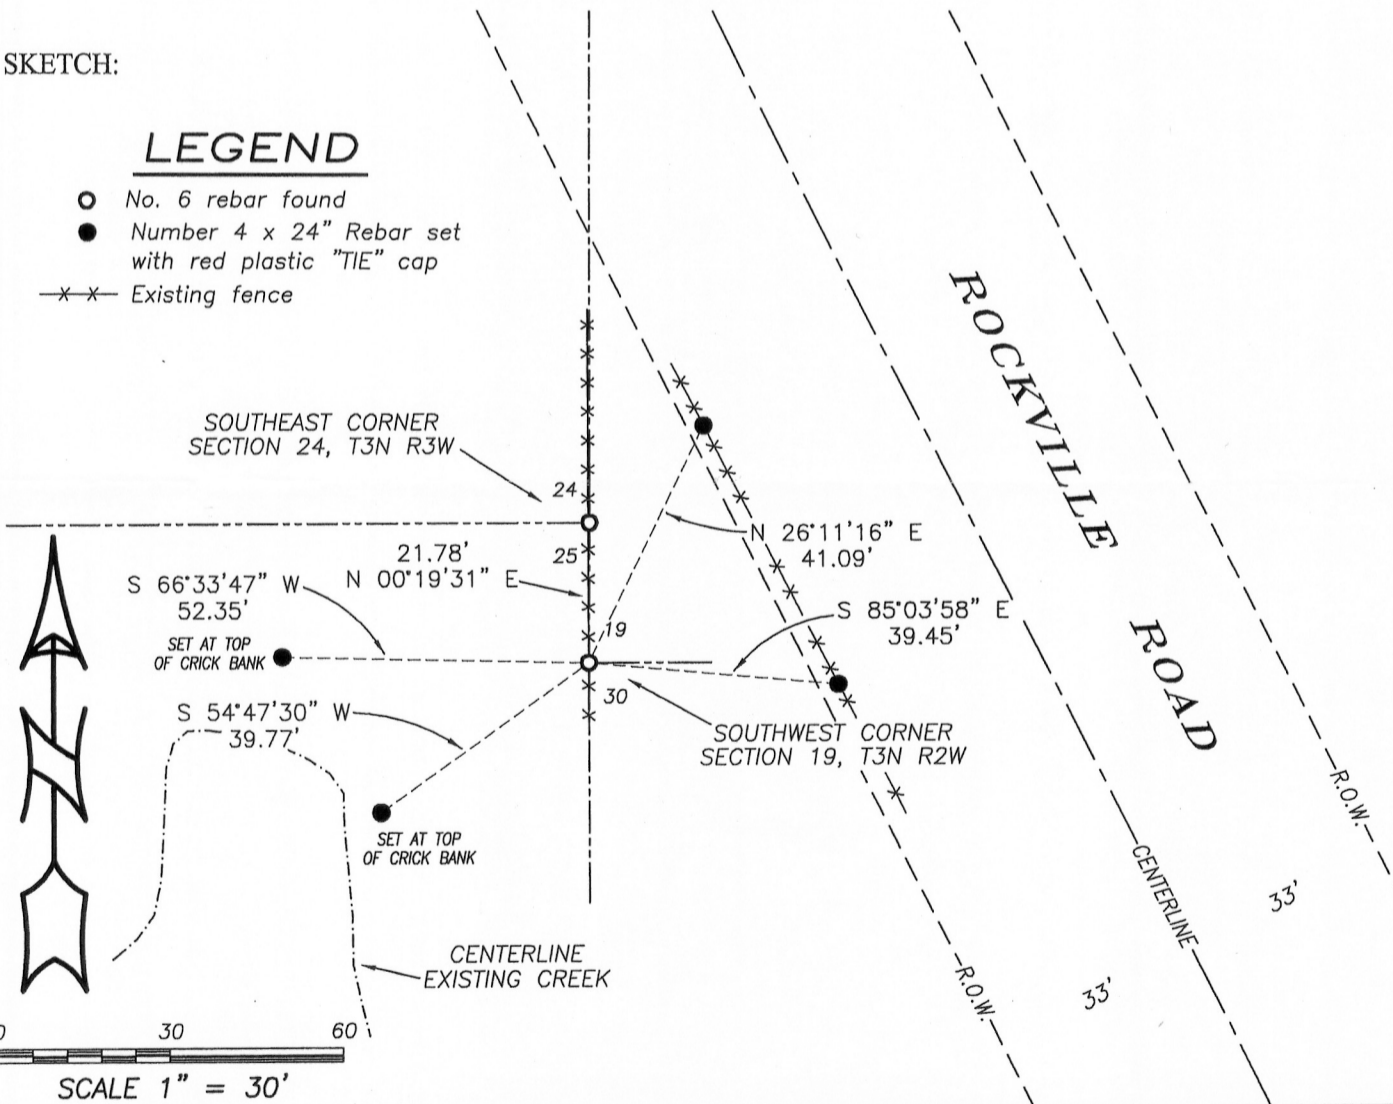 SKETCH:
LEGEND
No. 6 rebar found
Number 4 x 24" Rebar set
with red plastic "TIE" cap
Existing fence
SOUTHEAST CORNER
SECTION 24, T3N R3W
24
25
21.78'
N 00°19'31" E
S 66°33'47" W
52.35'
SET AT TOP
OF CRICK BANK
19
30
N 26°11'16" E
41.09'
S 85°03'58" E
39.45'
S 54°47'30" W
39.77'
SOUTHWEST CORNER
SECTION 19, T3N R2W
SET AT TOP
OF CRICK BANK
CENTERLINE
EXISTING CREEK
ROCKVILLE ROAD
R.O.W.
CENTERLINE
R.O.W.
33'
33'
N
0 30 60
SCALE 1" = 30'